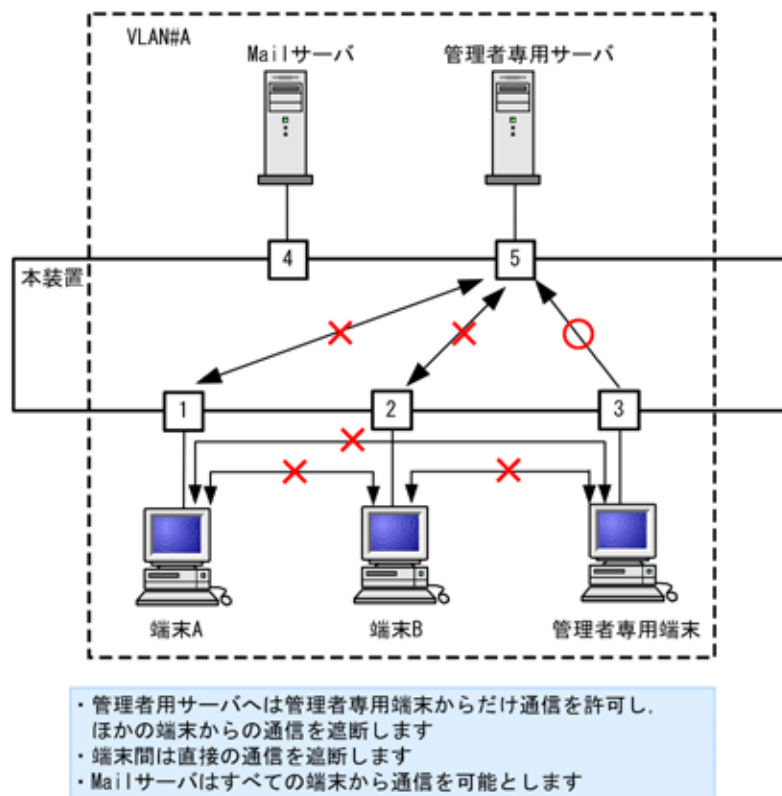 VLAN#A
Mailサーバ
管理者専用サーバ
本装置
4
5
1
2
3
端末A
端末B
管理者専用端末
・管理者用サーバへは管理者専用端末からだけ通信を許可し,
ほかの端末からの通信を遮断します
・端末間は直接の通信を遮断します
・Mailサーバはすべての端末から通信を可能とします